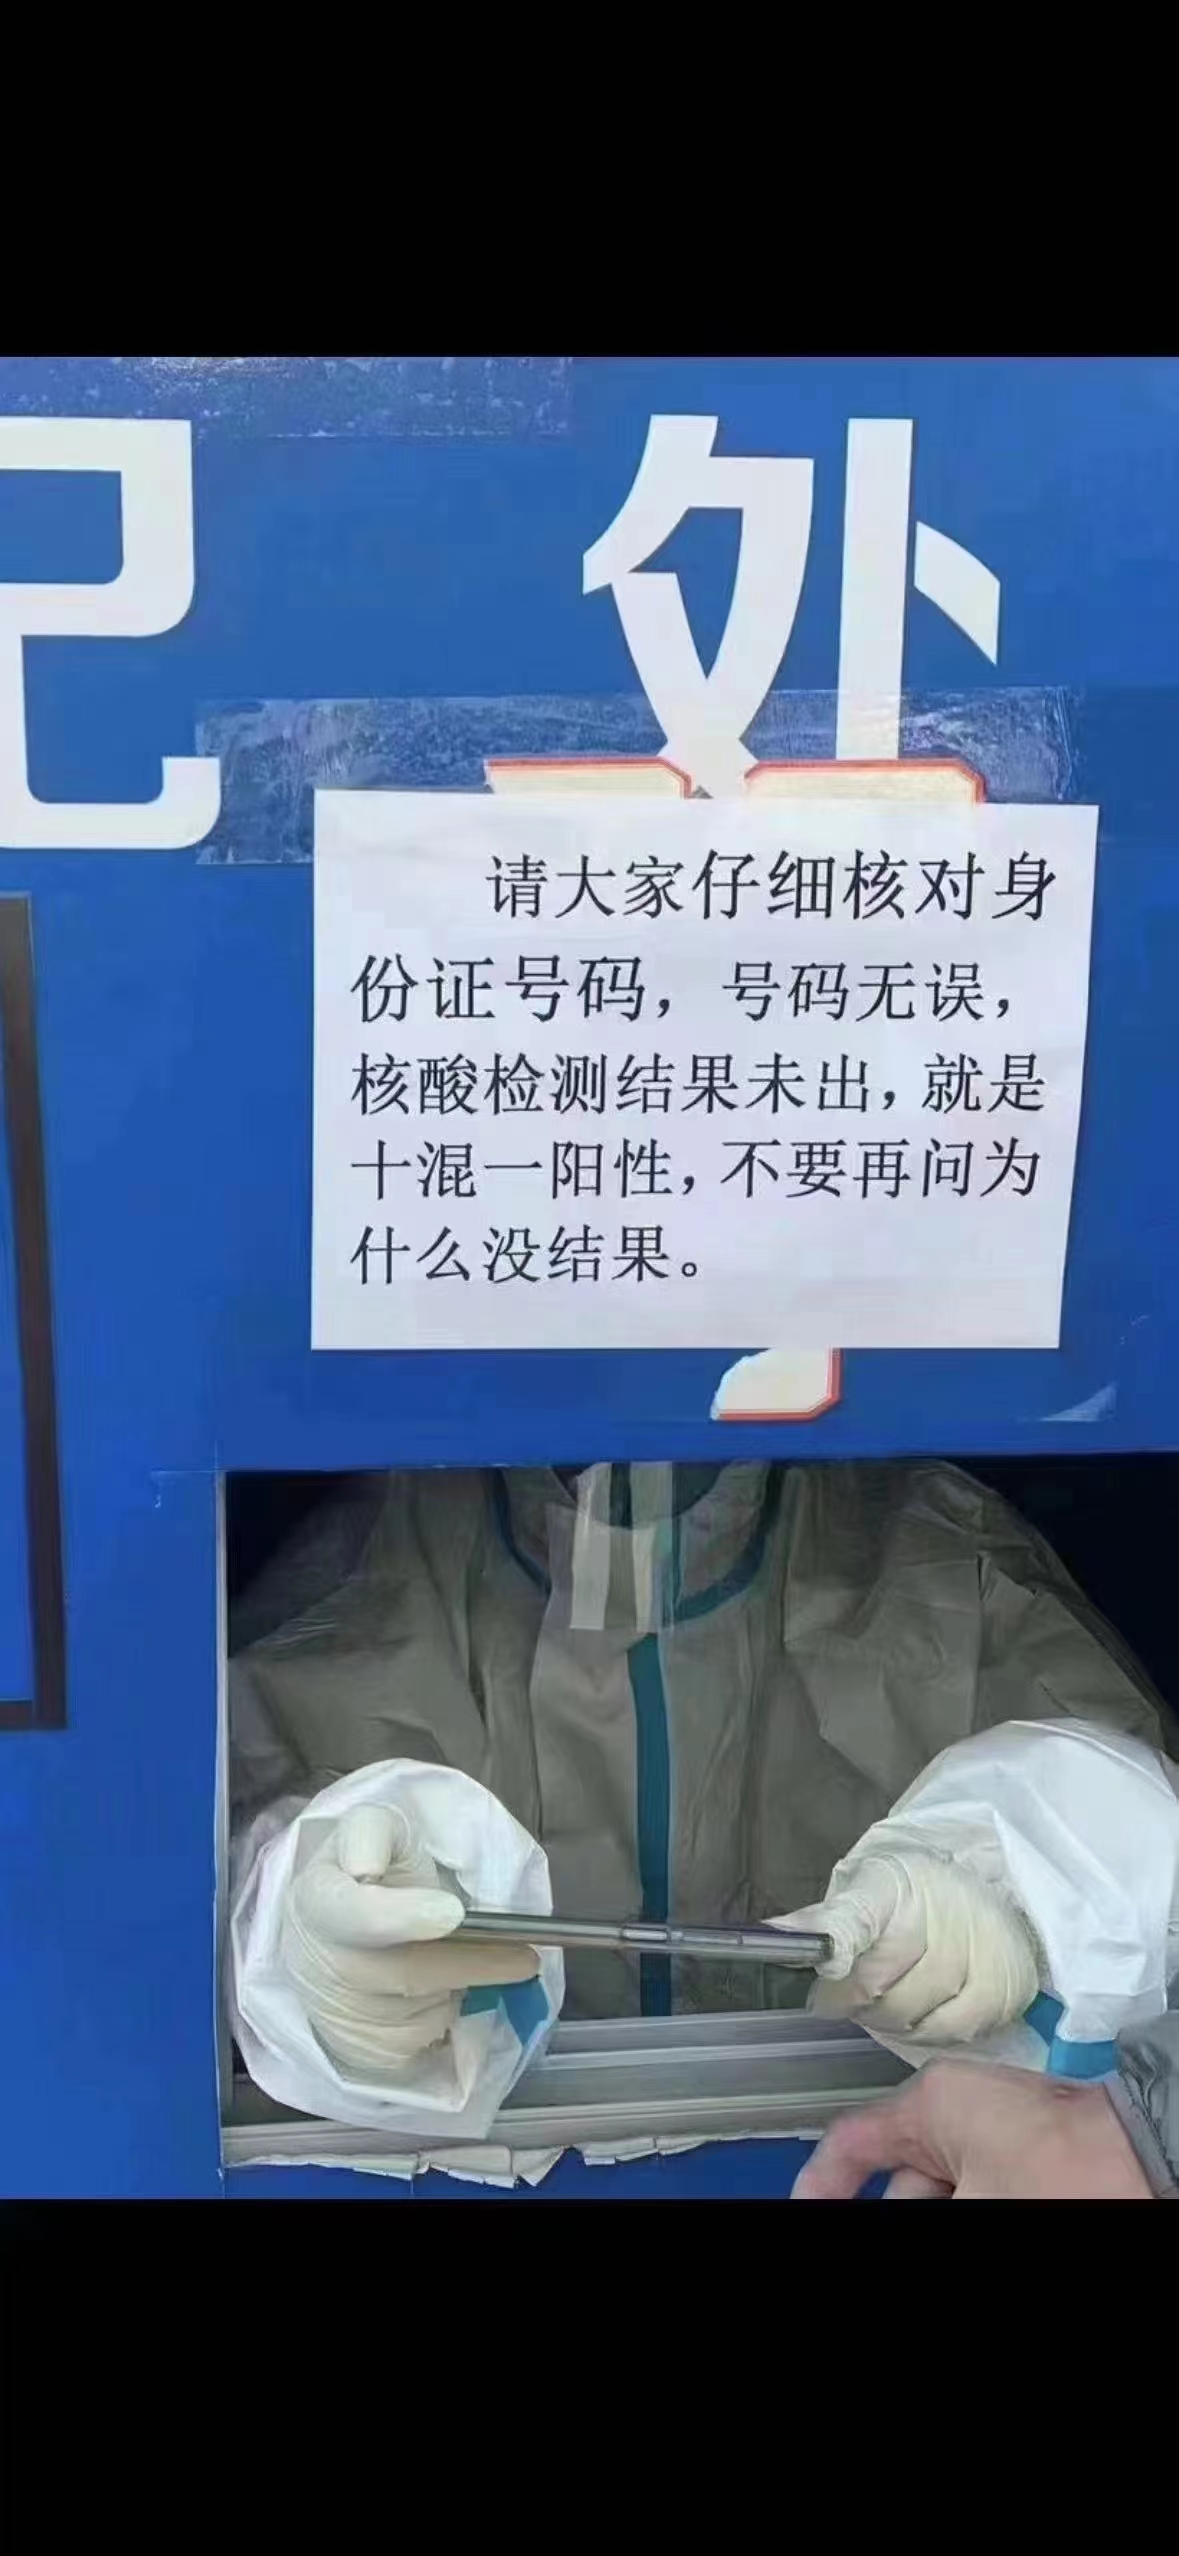 记处
请大家仔细核对身
份证号码，号码无误，
核酸检测结果未出，就是
十混一阳性，不要再问为
什么没结果。